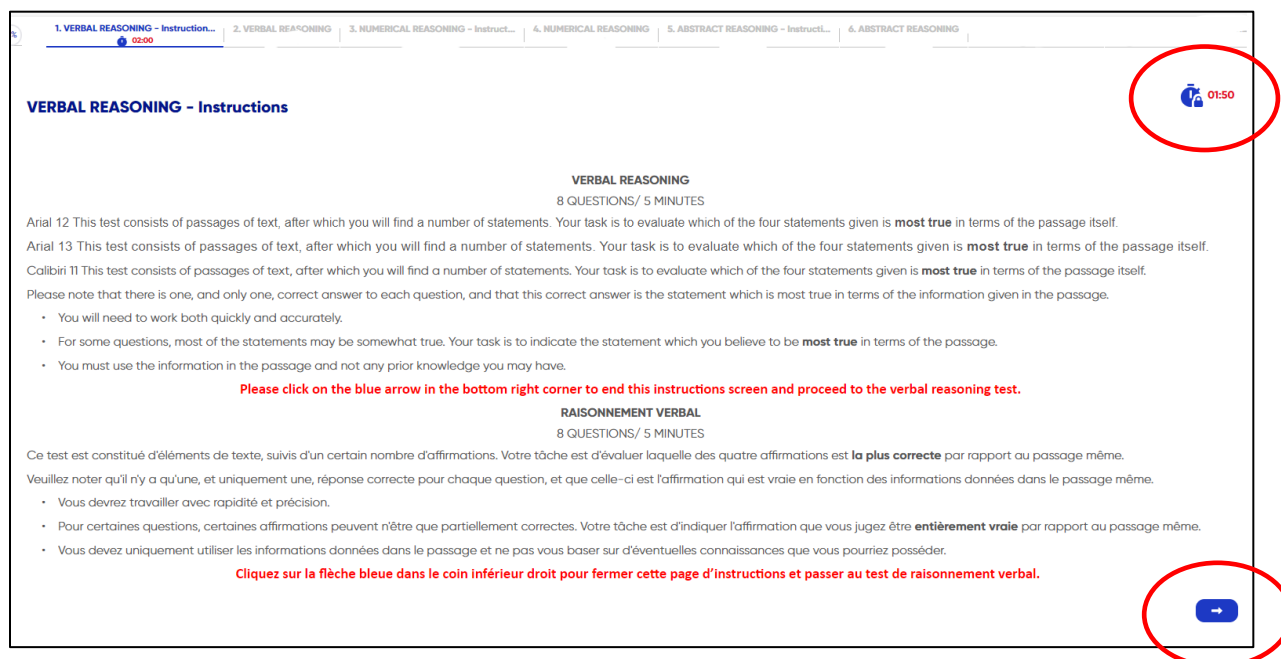 %
1. VERBAL REASONING - Instruction...
02:00
2. VERBAL REASONING
3. NUMERICAL REASONING - Instruct...
4. NUMERICAL REASONING
5. ABSTRACT REASONING - Instructi...
6. ABSTRACT REASONING
01:50
VERBAL REASONING - Instructions
VERBAL REASONING
8 QUESTIONS/ 5 MINUTES
Arial 12 This test consists of passages of text, after which you will find a number of statements. Your task is to evaluate which of the four statements given is most true in terms of the passage itself.
Arial 13 This test consists of passages of text, after which you will find a number of statements. Your task is to evaluate which of the four statements given is most true in terms of the passage itself.
Calibiri 11 This test consists of passages of text, after which you will find a number of statements. Your task is to evaluate which of the four statements given is most true in terms of the passage itself.
Please note that there is one, and only one, correct answer to each question, and that this correct answer is the statement which is most true in terms of the information given in the passage.
• You will need to work both quickly and accurately.
• For some questions, most of the statements may be somewhat true. Your task is to indicate the statement which you believe to be most true in terms of the passage.
• You must use the information in the passage and not any prior knowledge you may have.
Please click on the blue arrow in the bottom right corner to end this instructions screen and proceed to the verbal reasoning test.
RAISONNEMENT VERBAL
8 QUESTIONS/ 5 MINUTES
Ce test est constitué d'éléments de texte, suivis d'un certain nombre d'affirmations. Votre tâche est d'évaluer laquelle des quatre affirmations est la plus correcte par rapport au passage même.
Veuillez noter qu'il n'y a qu'une, et uniquement une, réponse correcte pour chaque question, et que celle-ci est l'affirmation qui est vraie en fonction des informations données dans le passage même.
• Vous devrez travailler avec rapidité et précision.
• Pour certaines questions, certaines affirmations peuvent n'être que partiellement correctes. Votre tâche est d'indiquer l'affirmation que vous jugez être entièrement vraie par rapport au passage même.
• Vous devez uniquement utiliser les informations données dans le passage et ne pas vous baser sur d'éventuelles connaissances que vous pourriez posséder.
Cliquez sur la flèche bleue dans le coin inférieur droit pour fermer cette page d'instructions et passer au test de raisonnement verbal.